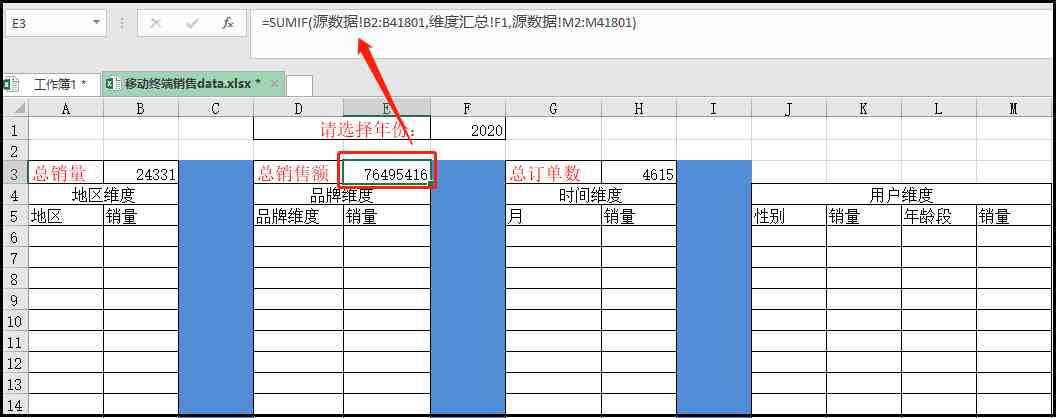 E3 fx =SUMIF(源数据!B2:B41801,维度汇总!F1,源数据!M2:M41801)
工作簿1 * 移动终端销售data.xlsx *
A B C D E F G H I J K L M
1 请选择年份: 2020
2
3 总销量 24331 总销售额 76495416 总订单数 4615
4 地区维度 品牌维度 时间维度 用户维度
5 地区 销量 品牌维度 销量 月 销量 性别 销量 年龄段 销量
6
7
8
9
10
11
12
13
14